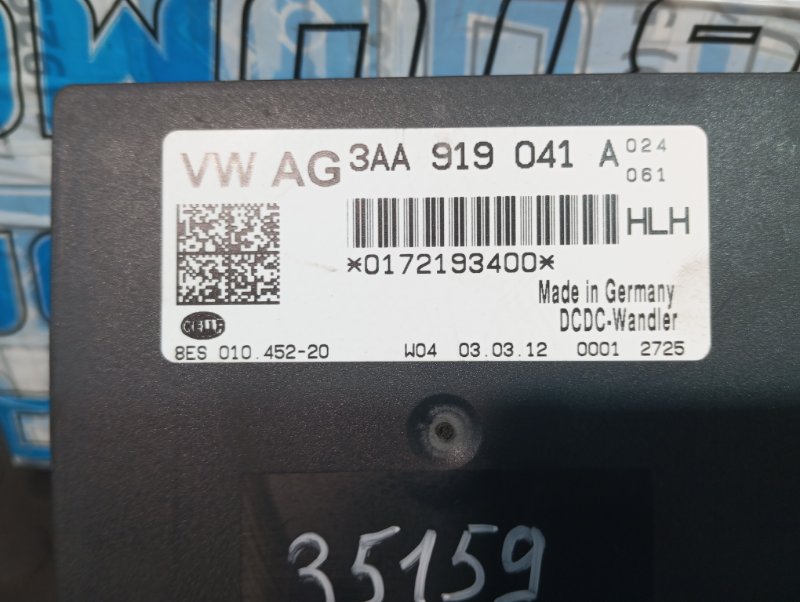 VW AG 3AA 919 041 A 024
061
HLH
*0172193400*
Made in Germany
DCDC-Wandler
HELLA
8ES 010.452-20 W04 03.03.12 0001 2725
35159